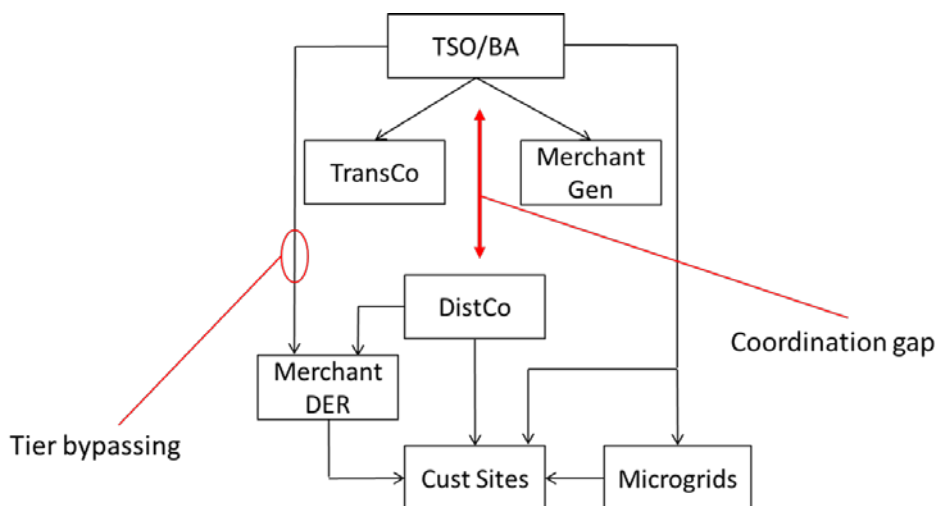 TSO/BA
TransCo
Merchant
Gen
DistCo
Coordination gap
Merchant
DER
Tier bypassing
Cust Sites
Microgrids